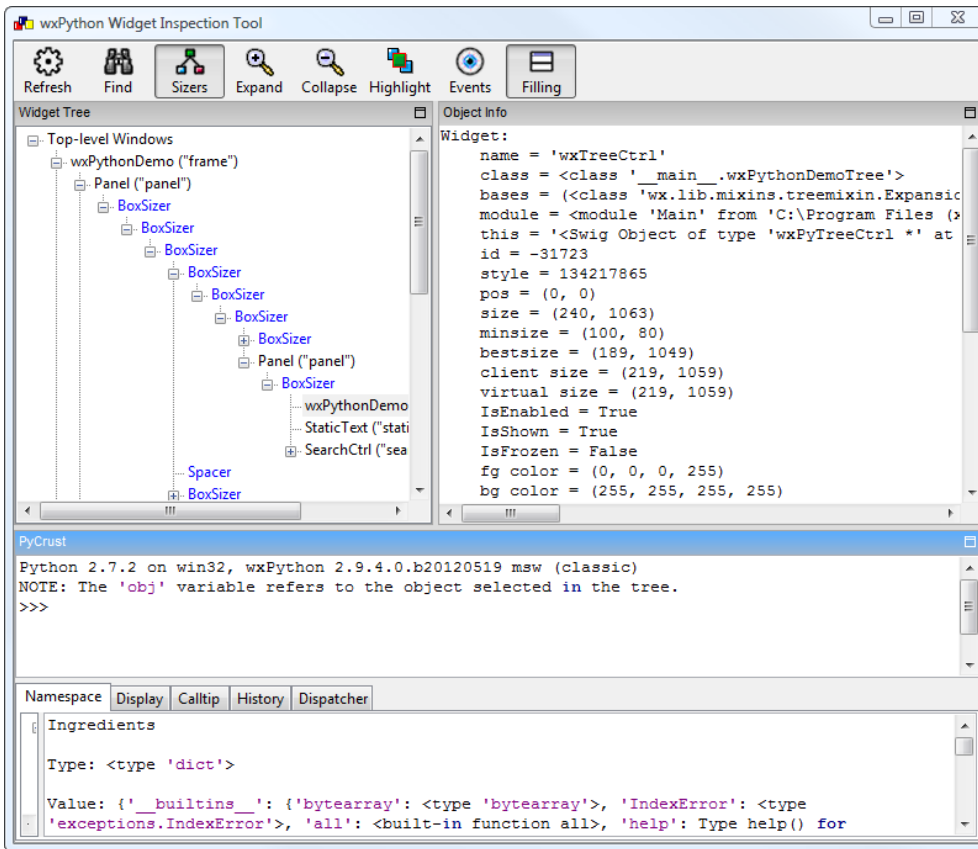 wxPython Widget Inspection Tool
Refresh Find Sizers Expand Collapse Highlight Events Filling
Widget Tree
Top-level Windows
wxPythonDemo ("frame")
Panel ("panel")
BoxSizer
BoxSizer
BoxSizer
BoxSizer
BoxSizer
BoxSizer
BoxSizer
Panel ("panel")
BoxSizer
wxPythonDemo
StaticText ("stati
SearchCtrl ("sea
Spacer
BoxSizer
Object Info
Widget:
name = 'wxTreeCtrl'
class = <class '__main__.wxPythonDemoTree'>
bases = (<class 'wx.lib.mixins.treemixin.Expansio
module = <module 'Main' from 'C:\Program Files (x
this = '<Swig Object of type 'wxPyTreeCtrl *' at
id = -31723
style = 134217865
pos = (0, 0)
size = (240, 1063)
minsize = (100, 80)
bestsize = (189, 1049)
client size = (219, 1059)
virtual size = (219, 1059)
IsEnabled = True
IsShown = True
IsFrozen = False
fg color = (0, 0, 0, 255)
bg color = (255, 255, 255, 255)
PyCrust
Python 2.7.2 on win32, wxPython 2.9.4.0.b20120519 msw (classic)
NOTE: The 'obj' variable refers to the object selected in the tree.
>>>
Namespace Display Calltip History Dispatcher
Ingredients
Type: <type 'dict'>
Value: {'__builtins__': {'bytearray': <type 'bytearray'>, 'IndexError': <type
'exceptions.IndexError'>, 'all': <built-in function all>, 'help': Type help() for